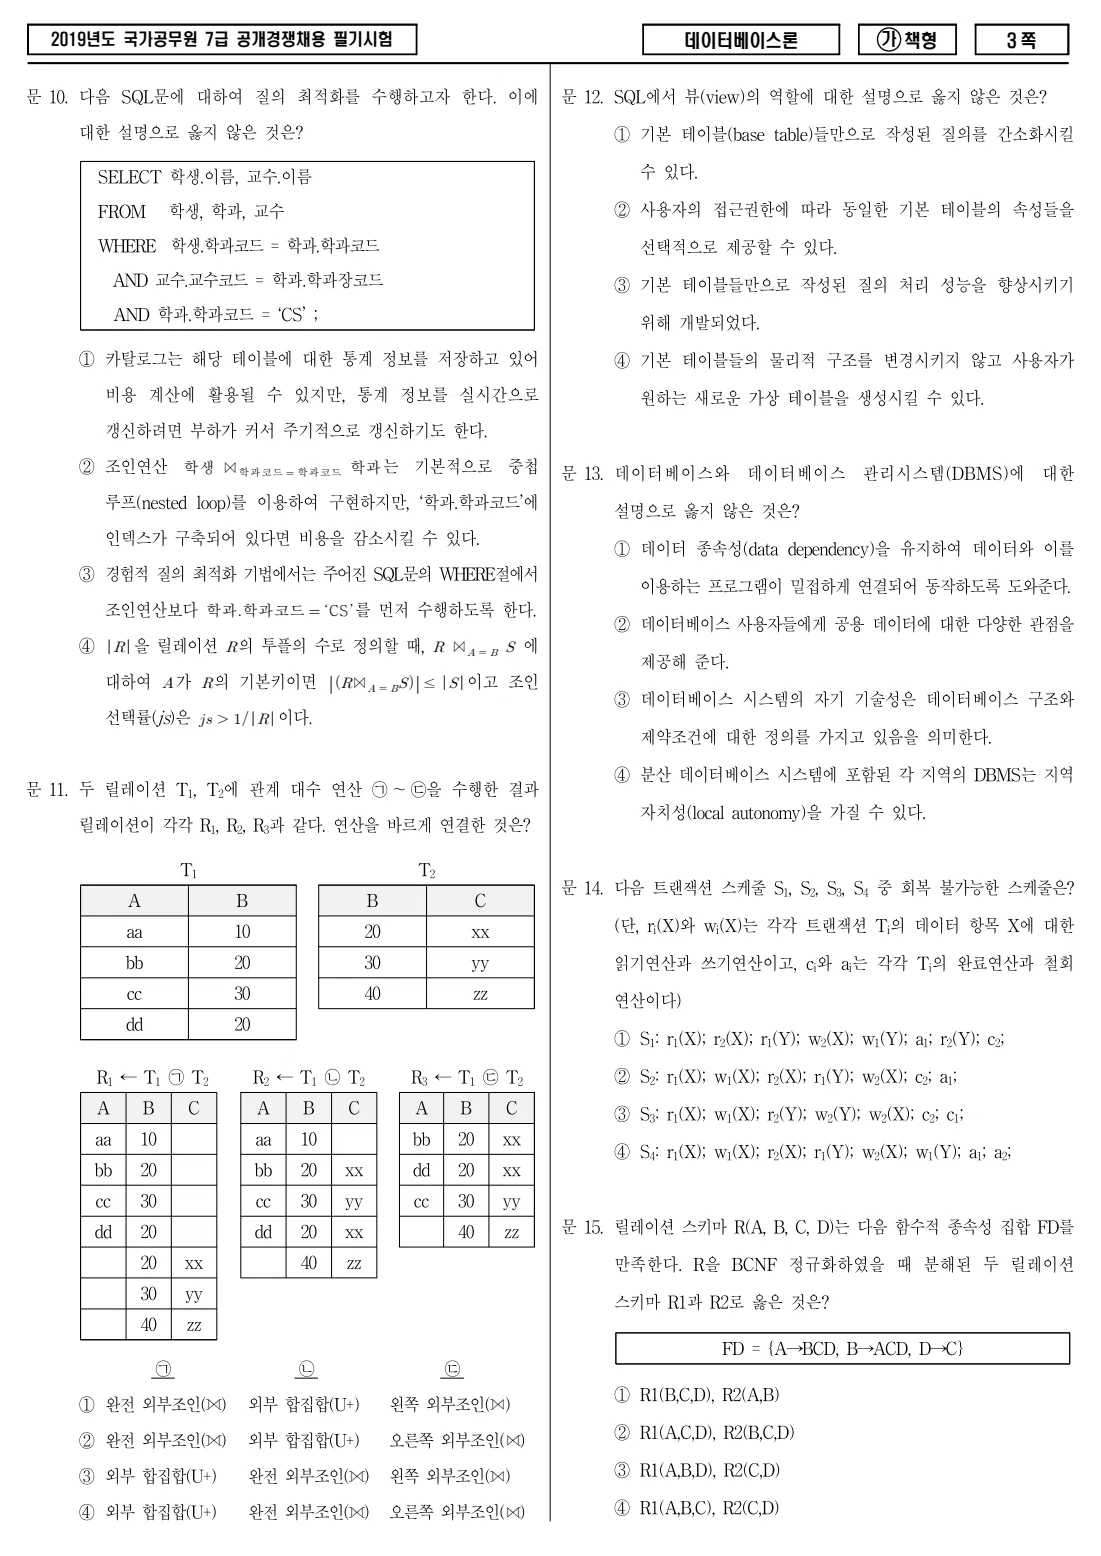 2019년도 국가공무원 7급 공개경쟁채용 필기시험
데이터베이스론
㉮ 책형
3 쪽
문 10. 다음 SQL문에 대하여 질의 최적화를 수행하고자 한다. 이에
대한 설명으로 옳지 않은 것은?
SELECT 학생.이름, 교수.이름
FROM 학생, 학과, 교수
WHERE 학생.학과코드 = 학과.학과코드
AND 교수.교수코드 = 학과.학과장코드
AND 학과.학과코드 = ‘CS’ ;
① 카탈로그는 해당 테이블에 대한 통계 정보를 저장하고 있어
비용 계산에 활용될 수 있지만, 통계 정보를 실시간으로
갱신하려면 부하가 커서 주기적으로 갱신하기도 한다.
② 조인연산 학생 ⋈학과코드=학과코드 학과는 기본적으로 중첩
루프(nested loop)를 이용하여 구현하지만, ‘학과.학과코드’에
인덱스가 구축되어 있다면 비용을 감소시킬 수 있다.
③ 경험적 질의 최적화 기법에서는 주어진 SQL문의 WHERE절에서
조인연산보다 학과.학과코드=‘CS’를 먼저 수행하도록 한다.
④ |R|을 릴레이션 R의 투플의 수로 정의할 때, R ⋈A=B S 에
대하여 A가 R의 기본키이면 |(R⋈A=BS)| ≤ |S|이고 조인
선택률(js)은 js > 1/|R|이다.
문 11. 두 릴레이션 T₁, T₂에 관계 대수 연산 ㉠~㉢을 수행한 결과
릴레이션이 각각 R₁, R₂, R₃과 같다. 연산을 바르게 연결한 것은?
T₁ T₂
A B B C
aa 10 20 xx
bb 20 30 yy
cc 30 40 zz
dd 20
R₁ ← T₁ ㉠ T₂ R₂ ← T₁ ㉡ T₂ R₃ ← T₁ ㉢ T₂
A B C A B C A B C
aa 10 aa 10 bb 20 xx
bb 20 bb 20 xx dd 20 xx
cc 30 cc 30 yy cc 30 yy
dd 20 dd 20 xx 40 zz
20 xx 40 zz
30 yy
40 zz
㉠ ㉡ ㉢
① 완전 외부조인(⟗) 외부 합집합(U+) 왼쪽 외부조인(⟕)
② 완전 외부조인(⟗) 외부 합집합(U+) 오른쪽 외부조인(⟖)
③ 외부 합집합(U+) 완전 외부조인(⟗) 왼쪽 외부조인(⟕)
④ 외부 합집합(U+) 완전 외부조인(⟗) 오른쪽 외부조인(⟖)
문 12. SQL에서 뷰(view)의 역할에 대한 설명으로 옳지 않은 것은?
① 기본 테이블(base table)들만으로 작성된 질의를 간소화시킬
수 있다.
② 사용자의 접근권한에 따라 동일한 기본 테이블의 속성들을
선택적으로 제공할 수 있다.
③ 기본 테이블들만으로 작성된 질의 처리 성능을 향상시키기
위해 개발되었다.
④ 기본 테이블들의 물리적 구조를 변경시키지 않고 사용자가
원하는 새로운 가상 테이블을 생성시킬 수 있다.
문 13. 데이터베이스와 데이터베이스 관리시스템(DBMS)에 대한
설명으로 옳지 않은 것은?
① 데이터 종속성(data dependency)을 유지하여 데이터와 이를
이용하는 프로그램이 밀접하게 연결되어 동작하도록 도와준다.
② 데이터베이스 사용자들에게 공용 데이터에 대한 다양한 관점을
제공해 준다.
③ 데이터베이스 시스템의 자기 기술성은 데이터베이스 구조와
제약조건에 대한 정의를 가지고 있음을 의미한다.
④ 분산 데이터베이스 시스템에 포함된 각 지역의 DBMS는 지역
자치성(local autonomy)을 가질 수 있다.
문 14. 다음 트랜잭션 스케줄 S₁, S₂, S₃, S₄ 중 회복 불가능한 스케줄은?
(단, rᵢ(X)와 wᵢ(X)는 각각 트랜잭션 Tᵢ의 데이터 항목 X에 대한
읽기연산과 쓰기연산이고, cᵢ와 aᵢ는 각각 Tᵢ의 완료연산과 철회
연산이다)
① S₁: r₁(X); r₂(X); r₁(Y); w₂(X); w₁(Y); a₁; r₂(Y); c₂;
② S₂: r₁(X); w₁(X); r₂(X); r₁(Y); w₂(X); c₂; a₁;
③ S₃: r₁(X); w₁(X); r₂(Y); w₂(Y); w₂(X); c₂; c₁;
④ S₄: r₁(X); w₁(X); r₂(X); r₁(Y); w₂(X); w₁(Y); a₁; a₂;
문 15. 릴레이션 스키마 R(A, B, C, D)는 다음 함수적 종속성 집합 FD를
만족한다. R을 BCNF 정규화하였을 때 분해된 두 릴레이션
스키마 R1과 R2로 옳은 것은?
FD = {A→BCD, B→ACD, D→C}
① R1(B,C,D), R2(A,B)
② R1(A,C,D), R2(B,C,D)
③ R1(A,B,D), R2(C,D)
④ R1(A,B,C), R2(C,D)